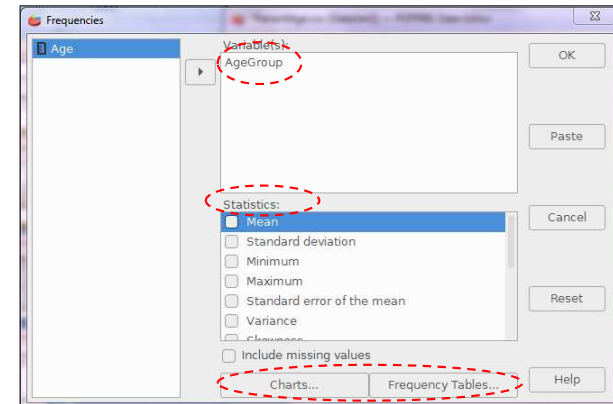 Frequencies
Age
Variable(s):
AgeGroup
OK
Paste
Statistics:
Mean
Standard deviation
Minimum
Maximum
Standard error of the mean
Variance
Skewness
Cancel
Reset
Include missing values
Charts...
Frequency Tables...
Help